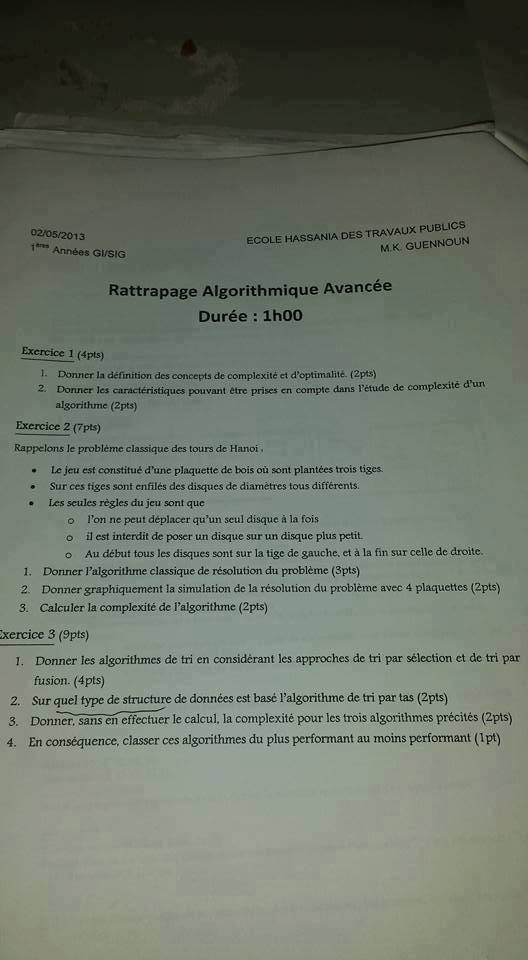 02/05/2013
ECOLE HASSANIA DES TRAVAUX PUBLICS
1ères Années GI/SIG
M.K. GUENNOUN
Rattrapage Algorithmique Avancée
Durée : 1h00
Exercice 1 (4pts)
1. Donner la définition des concepts de complexité et d'optimalité. (2pts)
2. Donner les caractéristiques pouvant être prises en compte dans l'étude de complexité d'un
algorithme (2pts)
Exercice 2 (7pts)
Rappelons le problème classique des tours de Hanoi .
• Le jeu est constitué d'une plaquette de bois où sont plantées trois tiges.
• Sur ces tiges sont enfilés des disques de diamètres tous différents.
• Les seules règles du jeu sont que
o l'on ne peut déplacer qu'un seul disque à la fois
o il est interdit de poser un disque sur un disque plus petit.
o Au début tous les disques sont sur la tige de gauche, et à la fin sur celle de droite.
1. Donner l'algorithme classique de résolution du problème (3pts)
2. Donner graphiquement la simulation de la résolution du problème avec 4 plaquettes (2pts)
3. Calculer la complexité de l'algorithme (2pts)
Exercice 3 (9pts)
1. Donner les algorithmes de tri en considérant les approches de tri par sélection et de tri par
fusion. (4pts)
2. Sur quel type de structure de données est basé l'algorithme de tri par tas (2pts)
3. Donner, sans en effectuer le calcul, la complexité pour les trois algorithmes précités (2pts)
4. En conséquence, classer ces algorithmes du plus performant au moins performant (1pt)